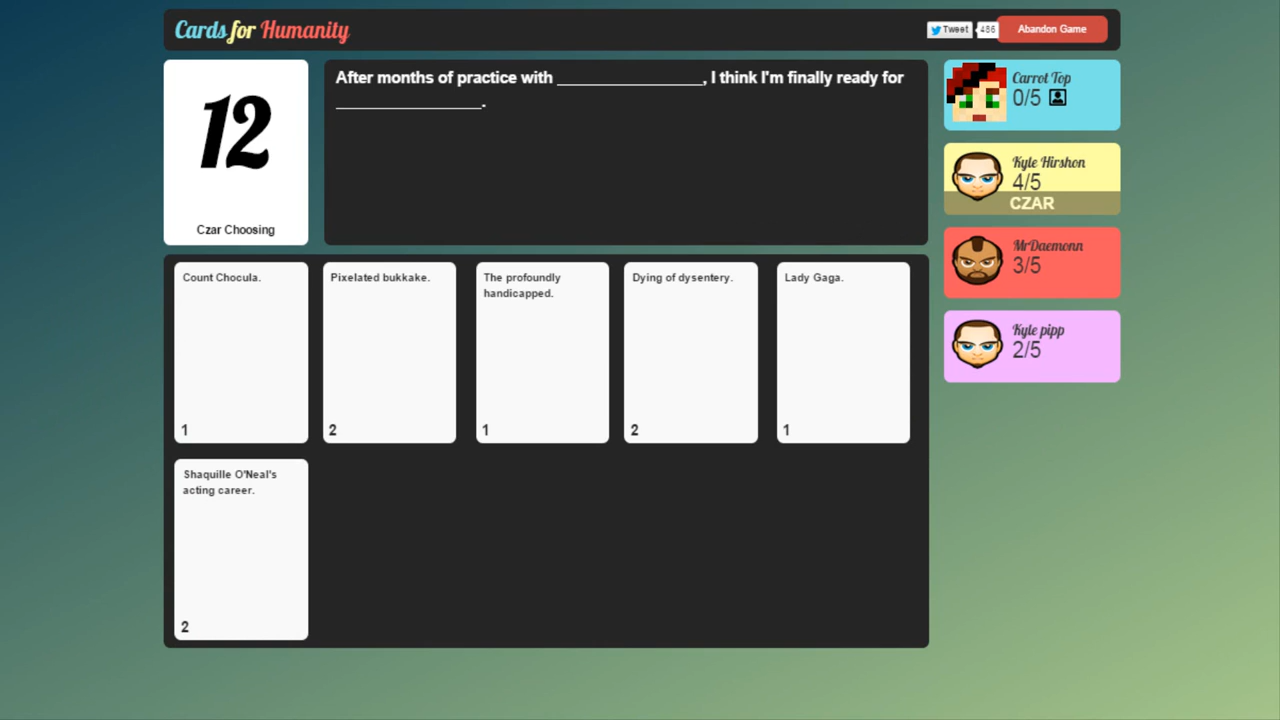 Cards for Humanity
Tweet 486
Abandon Game
12
Czar Choosing
After months of practice with _________________, I think I'm finally ready for
_________________.
Carrot Top
0/5
Kyle Hirshon
4/5
CZAR
MrDaemonn
3/5
Kyle pipp
2/5
Count Chocula.
1
Pixelated bukkake.
2
The profoundly
handicapped.
1
Dying of dysentery.
2
Lady Gaga.
1
Shaquille O'Neal's
acting career.
2